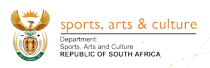 sports, arts & culture
Department:
Sports, Arts and Culture
REPUBLIC OF SOUTH AFRICA